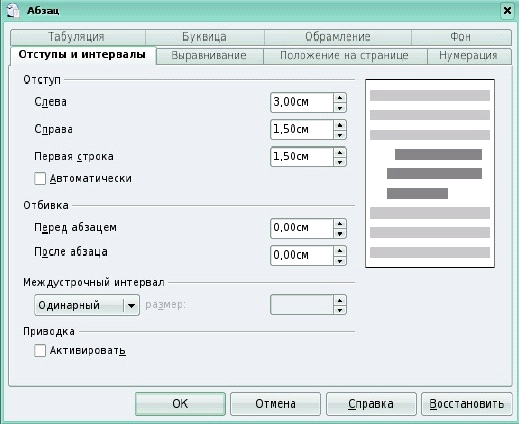 Абзац
Табуляция Буквица Обрамление Фон
Отступы и интервалы Выравнивание Положение на странице Нумерация
Отступ
Слева 3,00см
Справа 1,50см
Первая строка 1,50см
Автоматически
Отбивка
Перед абзацем 0,00см
После абзаца 0,00см
Междустрочный интервал
Одинарный размер:
Приводка
Активировать
ОК Отмена Справка Восстановить